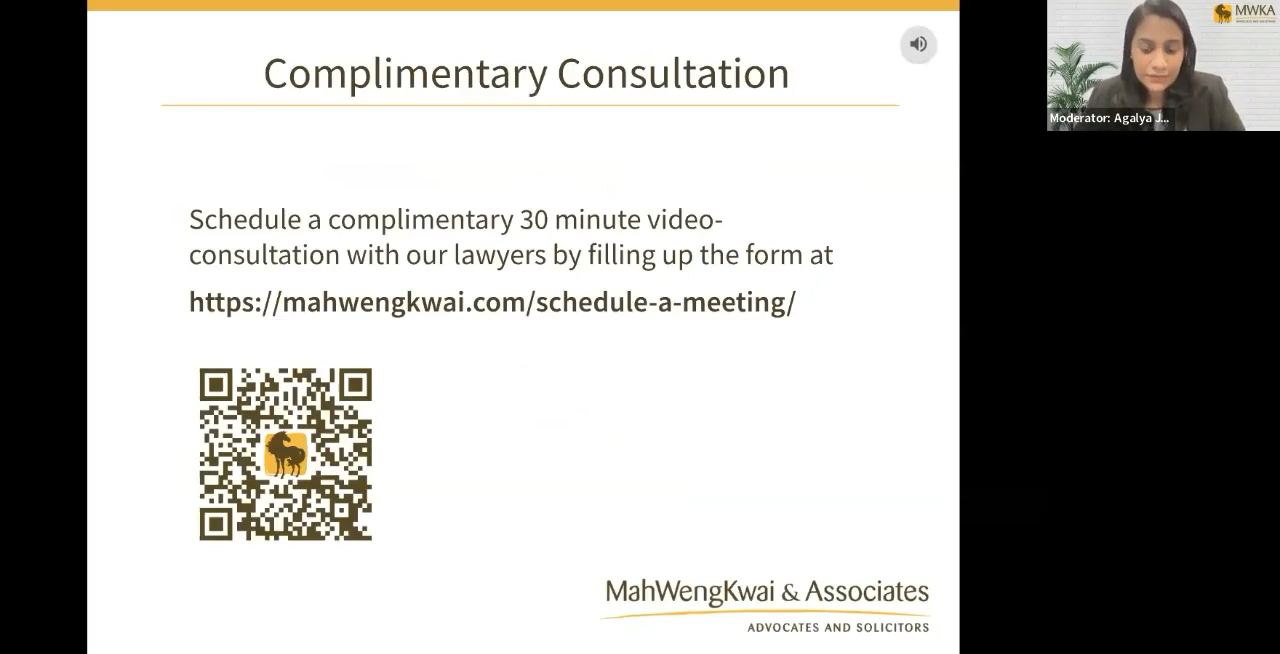 Complimentary Consultation
Schedule a complimentary 30 minute video-
consultation with our lawyers by filling up the form at
https://mahwengkwai.com/schedule-a-meeting/
MahWengKwai & Associates
ADVOCATES AND SOLICITORS
MWKA
Moderator: Agalya J...